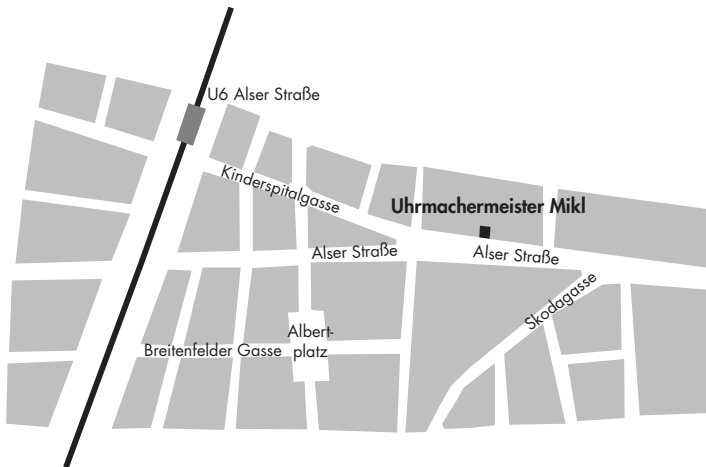 U6 Alser Straße
Kinderspitalgasse
Uhrmachermeister Mikl
Alser Straße
Alser Straße
Skodagasse
Albert-
platz
Breitenfelder Gasse